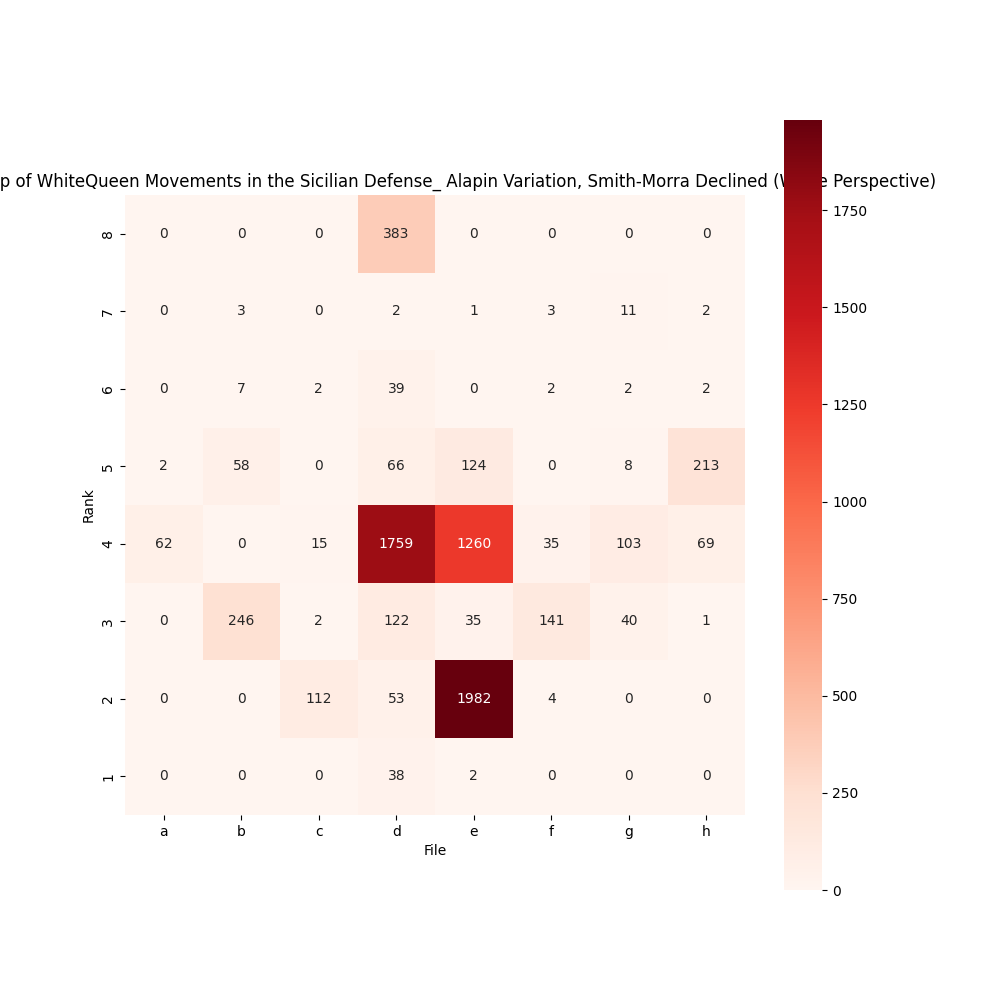 p of WhiteQueen Movements in the Sicilian Defense_ Alapin Variation, Smith-Morra Declined (W e Perspective)
8 0 0 0 383 0 0 0 0
7 0 3 0 2 1 3 11 2
6 0 7 2 39 0 2 2 2
5 2 58 0 66 124 0 8 213
4 62 0 15 1759 1260 35 103 69
3 0 246 2 122 35 141 40 1
2 0 0 112 53 1982 4 0 0
1 0 0 0 38 2 0 0 0
a b c d e f g h
File
Rank
1750
1500
1250
1000
750
500
250
0